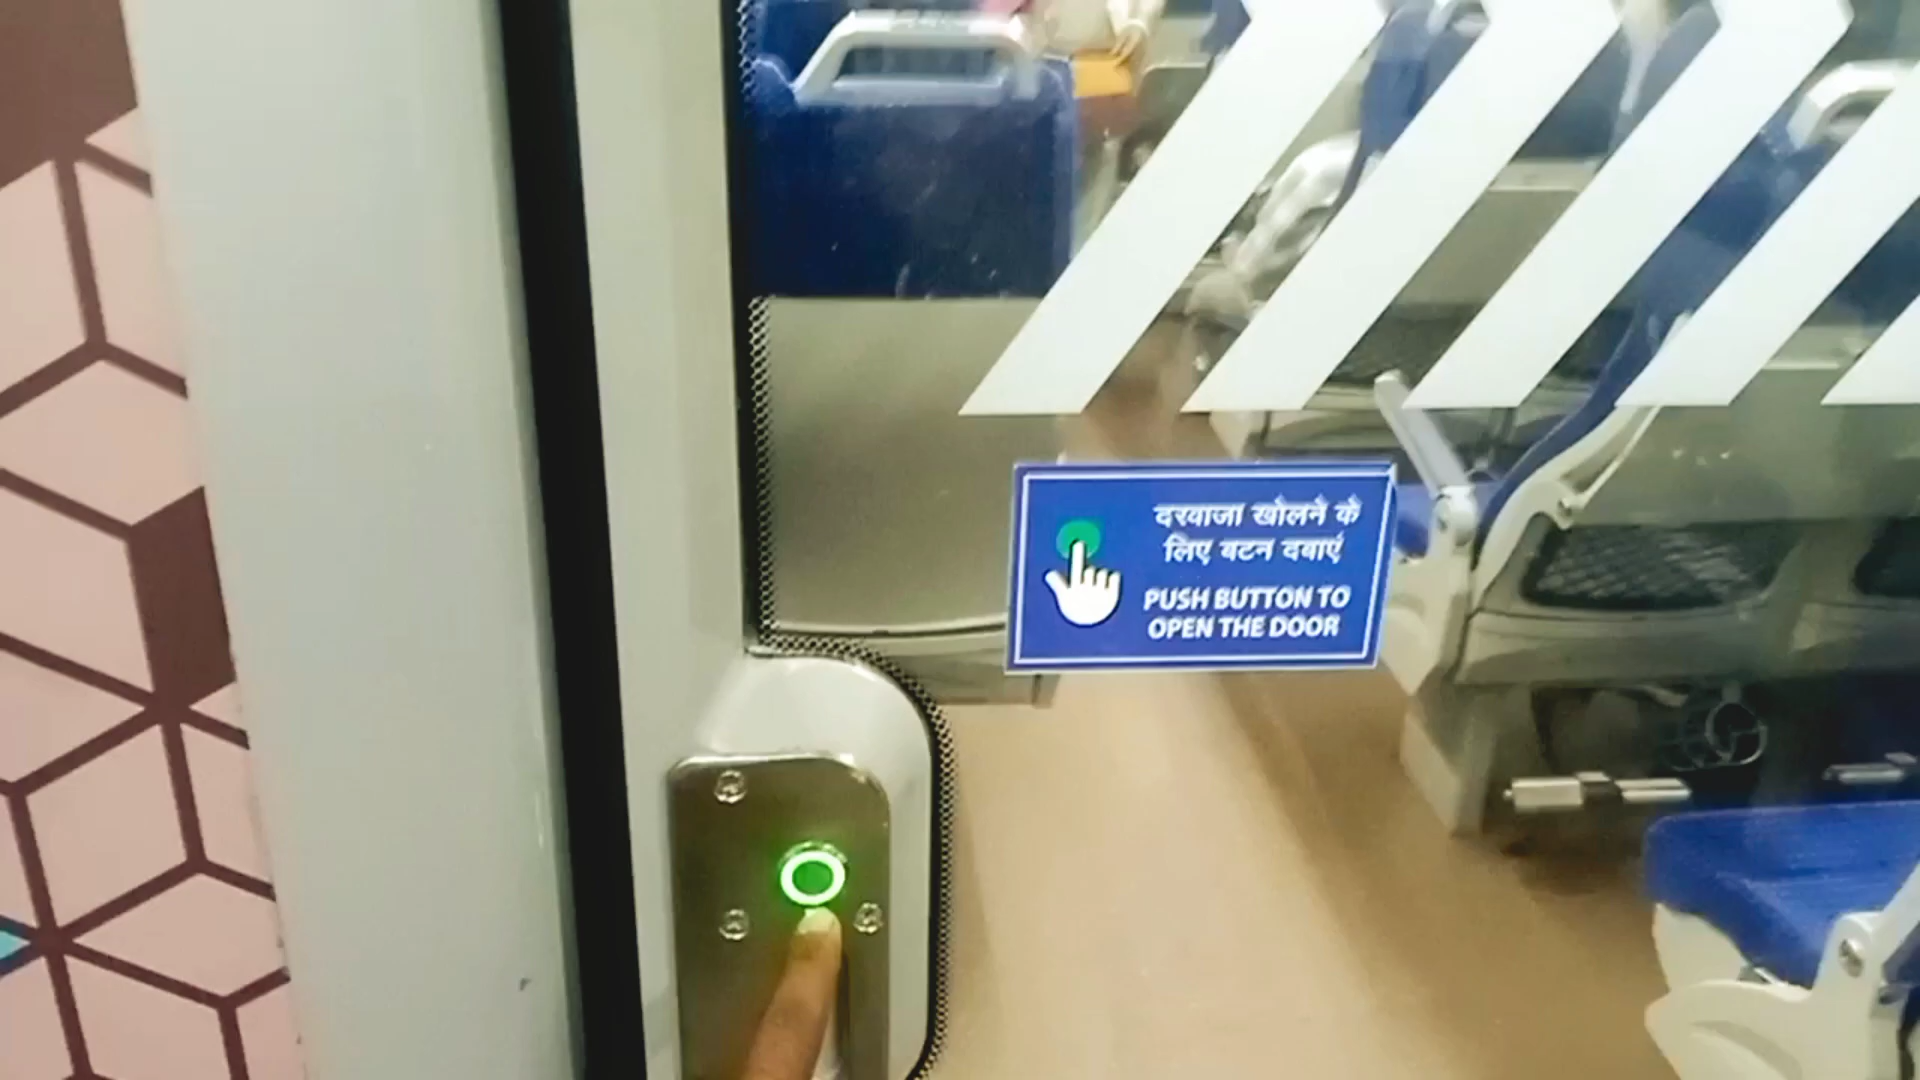 दरवाजा खोलने के
लिए बटन दबाएं
PUSH BUTTON TO
OPEN THE DOOR